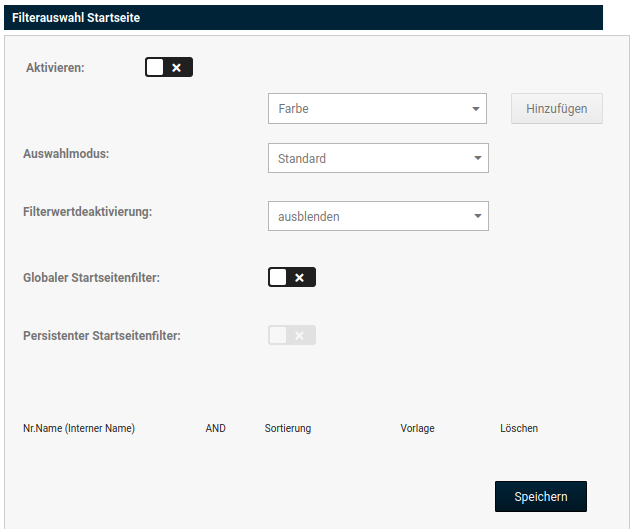 Filterauswahl Startseite
Aktivieren:
Farbe
Hinzufügen
Auswahlmodus:
Standard
Filterwertdeaktivierung:
ausblenden
Globaler Startseitenfilter:
Persistenter Startseitenfilter:
Nr.Name (Interner Name) AND Sortierung Vorlage Löschen
Speichern